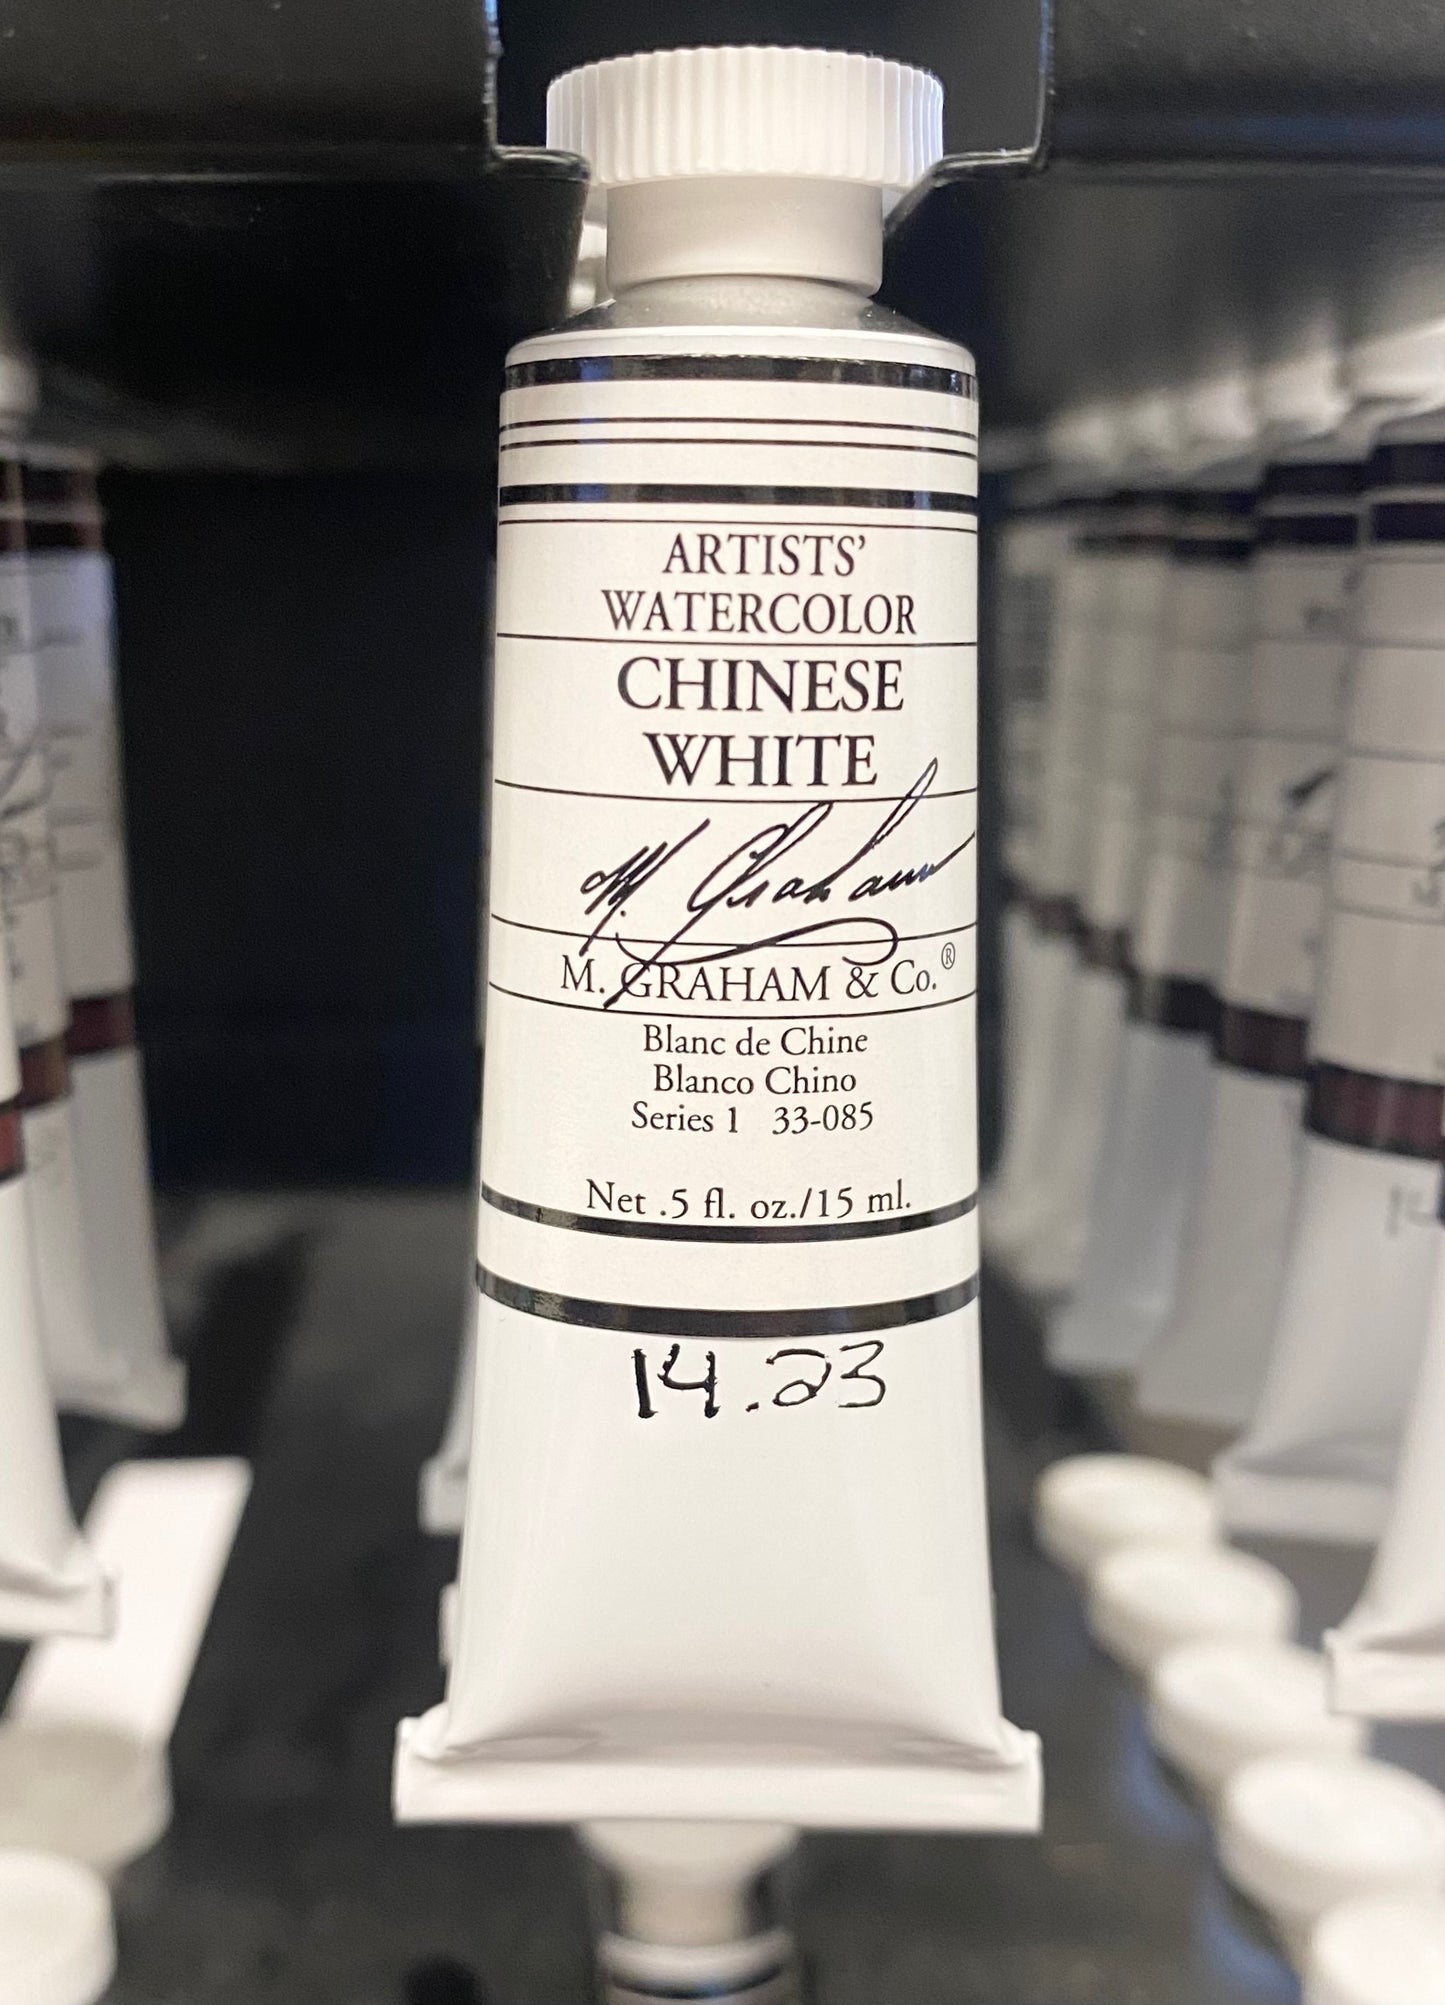 ARTISTS'
WATERCOLOR
CHINESE
WHITE
M. Graham
M. GRAHAM & Co.®
Blanc de Chine
Blanco Chino
Series 1 33-085
Net .5 fl. oz./15 ml.
14.23